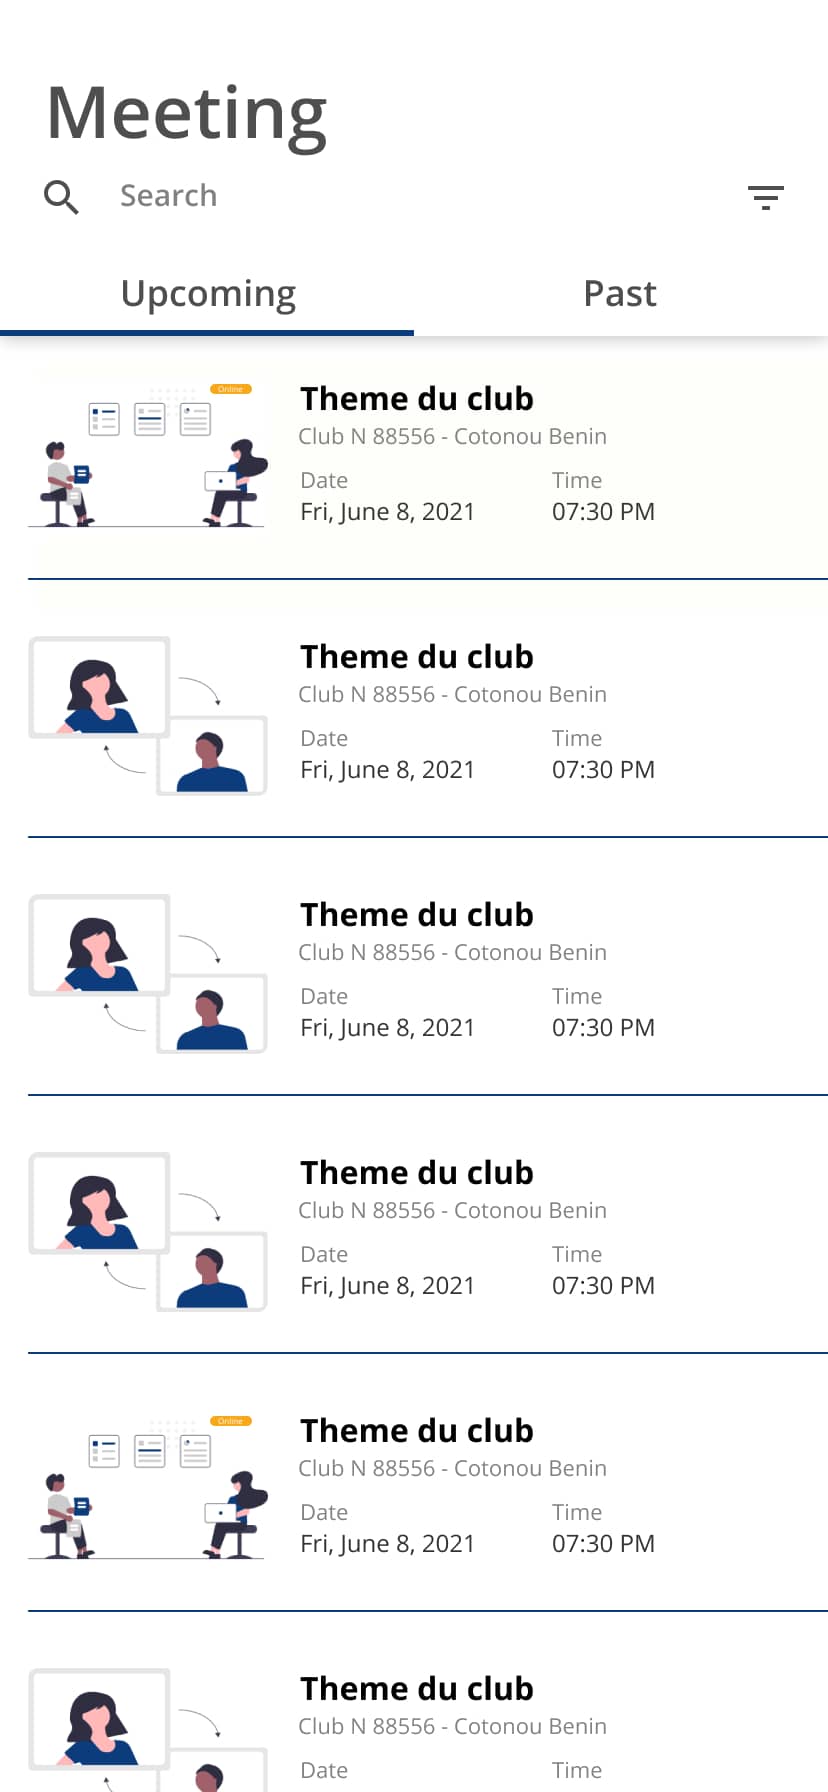 Meeting
Search
Upcoming Past
Online
Theme du club
Club N 88556 - Cotonou Benin
Date Time
Fri, June 8, 2021 07:30 PM
Theme du club
Club N 88556 - Cotonou Benin
Date Time
Fri, June 8, 2021 07:30 PM
Theme du club
Club N 88556 - Cotonou Benin
Date Time
Fri, June 8, 2021 07:30 PM
Theme du club
Club N 88556 - Cotonou Benin
Date Time
Fri, June 8, 2021 07:30 PM
Online
Theme du club
Club N 88556 - Cotonou Benin
Date Time
Fri, June 8, 2021 07:30 PM
Theme du club
Club N 88556 - Cotonou Benin
Date Time